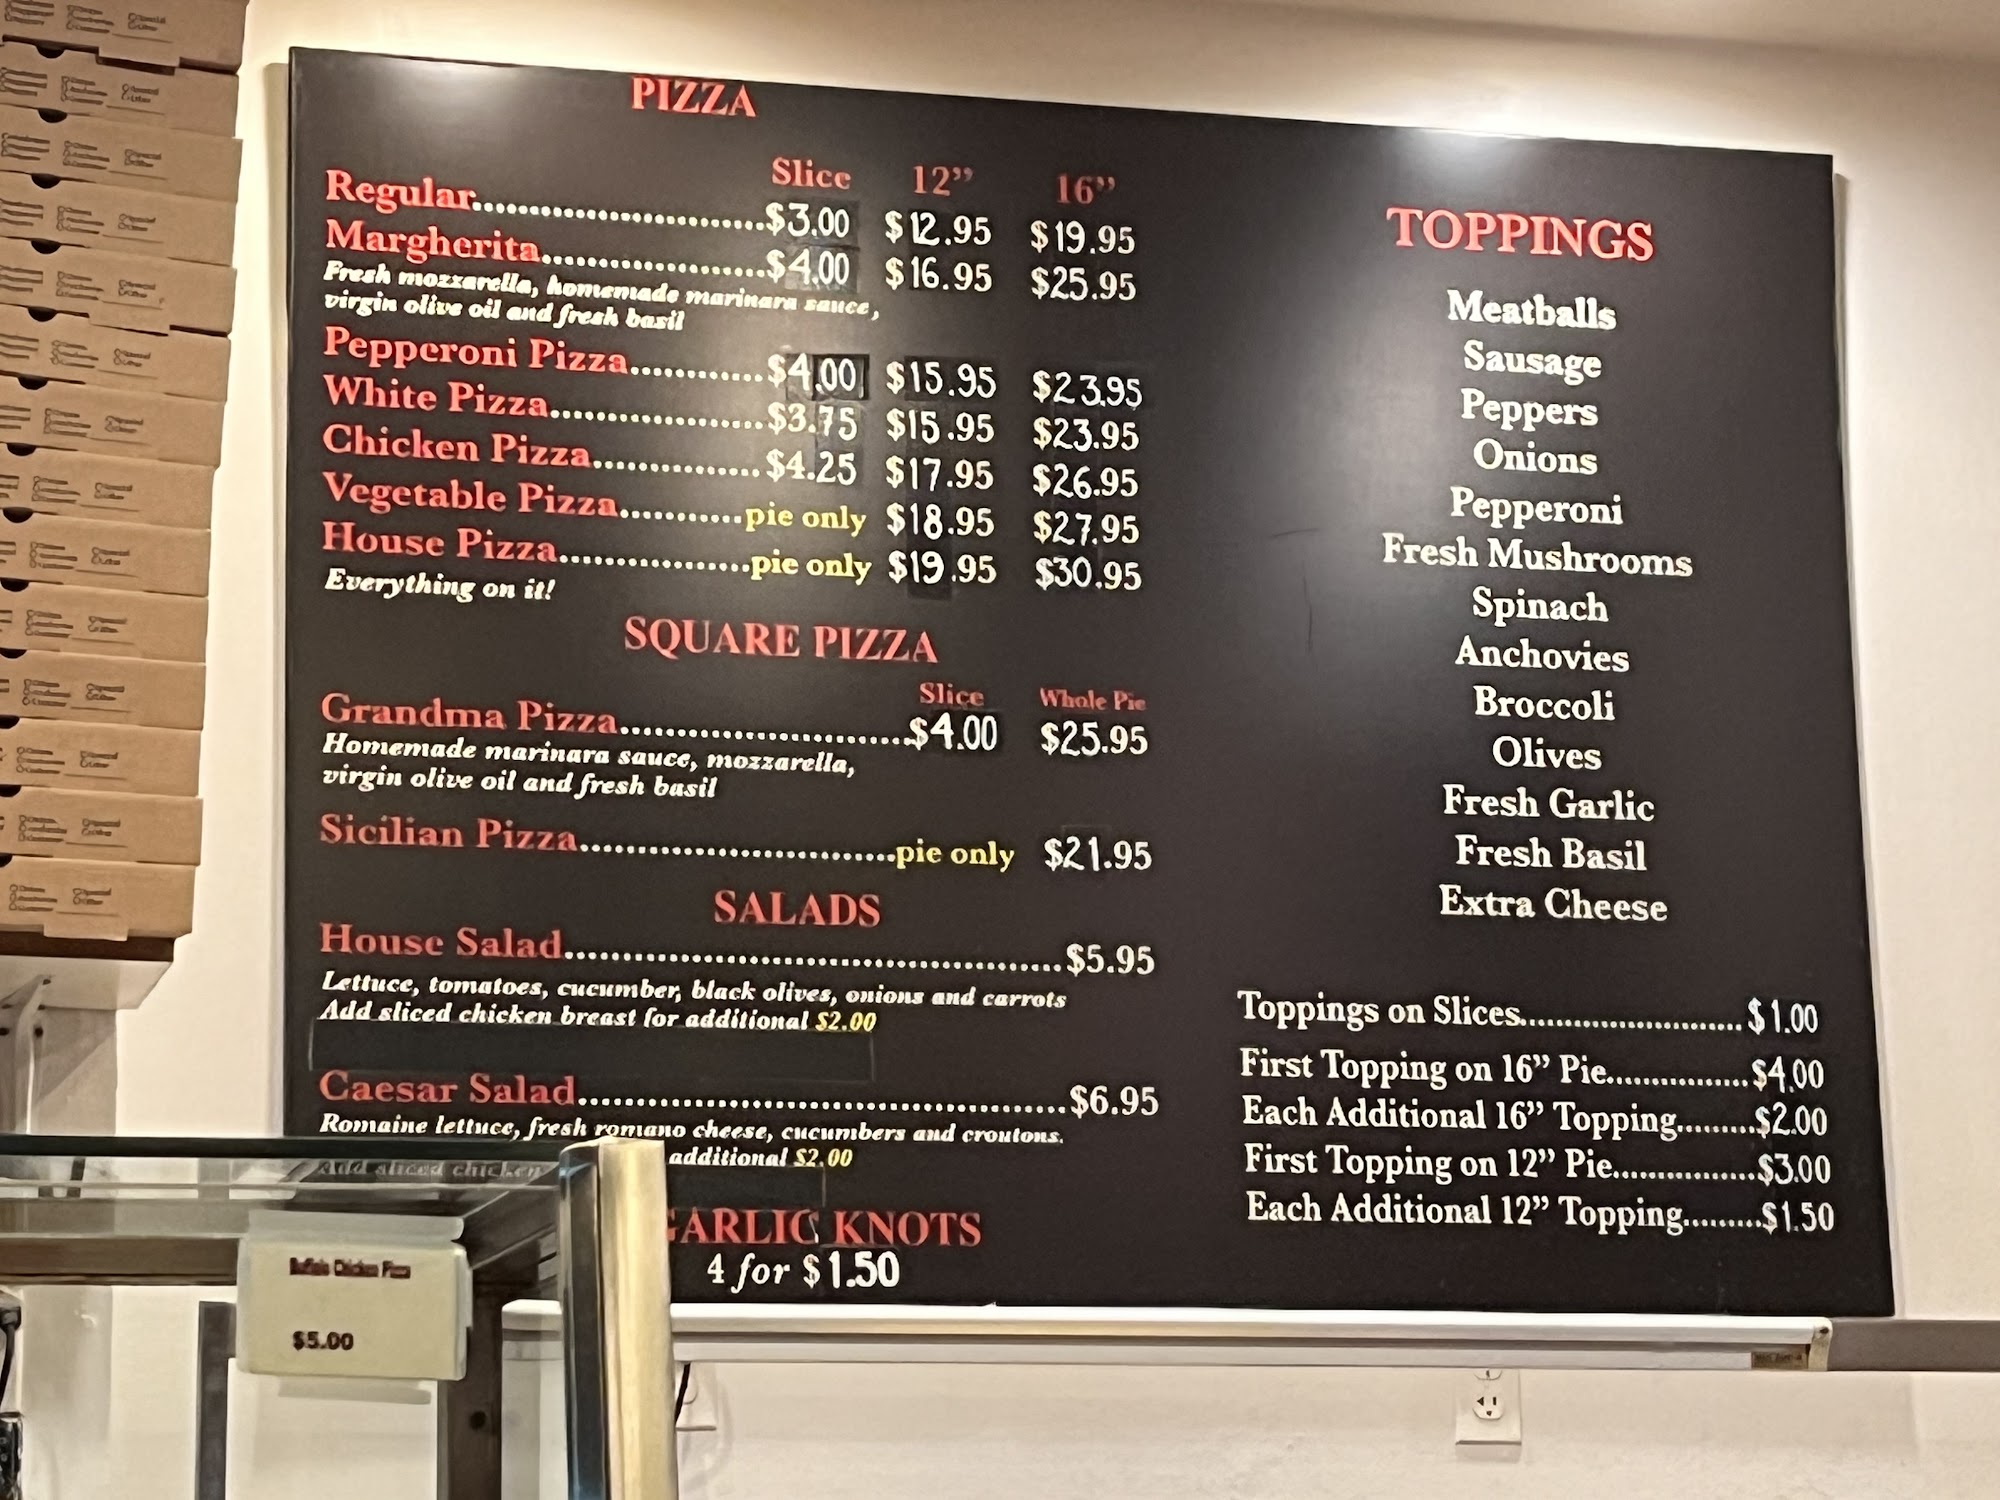 PIZZA
Slice 12” 16”
Regular..............................$3.00 $12.95 $19.95
Margherita.......................$4.00 $16.95 $25.95
Fresh mozzarella, homemade marinara sauce,
virgin olive oil and fresh basil
Pepperoni Pizza.............$4.00 $15.95 $23.95
White Pizza......................$3.75 $15.95 $23.95
Chicken Pizza.................$4.25 $17.95 $26.95
Vegetable Pizza............pie only $18.95 $27.95
House Pizza...................pie only $19.95 $30.95
Everything on it!
SQUARE PIZZA
Slice Whole Pie
Grandma Pizza.............................$4.00 $25.95
Homemade marinara sauce, mozzarella,
virgin olive oil and fresh basil
Sicilian Pizza...............................pie only $21.95
SALADS
House Salad.................................................$5.95
Lettuce, tomatoes, cucumber, black olives, onions and carrots
Add sliced chicken breast for additional $2.00
Caesar Salad................................................$6.95
Romaine lettuce, fresh romano cheese, cucumbers and croutons.
Add sliced chicken additional $2.00
GARLIC KNOTS
4 for $1.50
TOPPINGS
Meatballs
Sausage
Peppers
Onions
Pepperoni
Fresh Mushrooms
Spinach
Anchovies
Broccoli
Olives
Fresh Garlic
Fresh Basil
Extra Cheese
Toppings on Slices.........................$1.00
First Topping on 16” Pie.................$4.00
Each Additional 16” Topping.........$2.00
First Topping on 12” Pie.................$3.00
Each Additional 12” Topping.........$1.50
Buffalo Chicken Pizza
$5.00